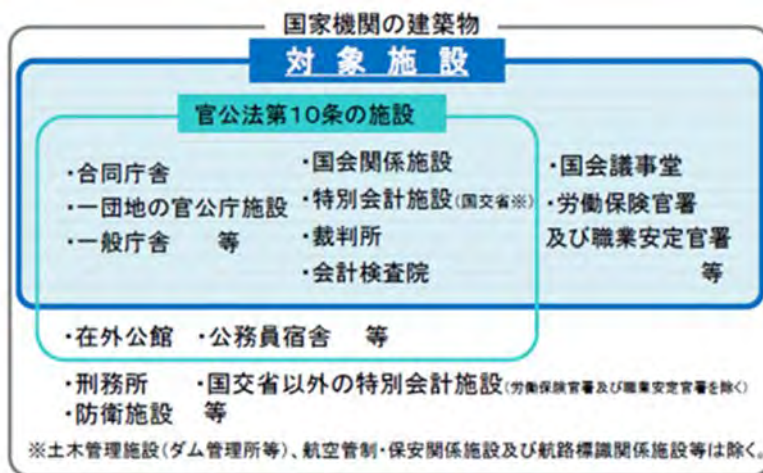 国家機関の建築物
対象施設
官公法第10条の施設
・合同庁舎
・一団地の官公庁施設
・一般庁舎　等
・国会関係施設
・特別会計施設(国交省※)
・裁判所
・会計検査院
・国会議事堂
・労働保険官署
及び職業安定官署
等
・在外公館　・公務員宿舎　等
・刑務所　・国交省以外の特別会計施設(労働保険官署及び職業安定官署を除く)
・防衛施設　等
※土木管理施設(ダム管理所等)、航空管制・保安関係施設及び航路標識関係施設等は除く。